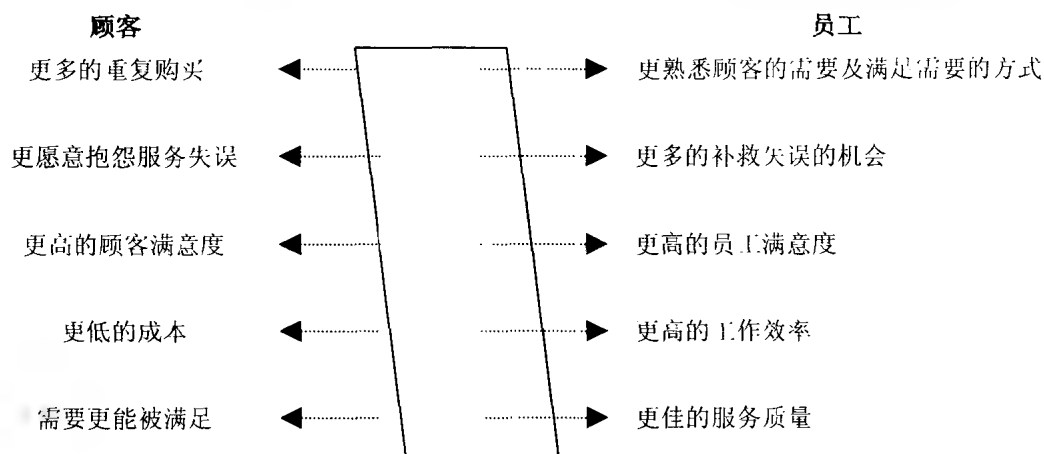 顾客 员工
更多的重复购买 更熟悉顾客的需要及满足需要的方式
更愿意抱怨服务失误 更多的补救失误的机会
更高的顾客满意度 更高的员工满意度
更低的成本 更高的工作效率
需要更能被满足 更佳的服务质量